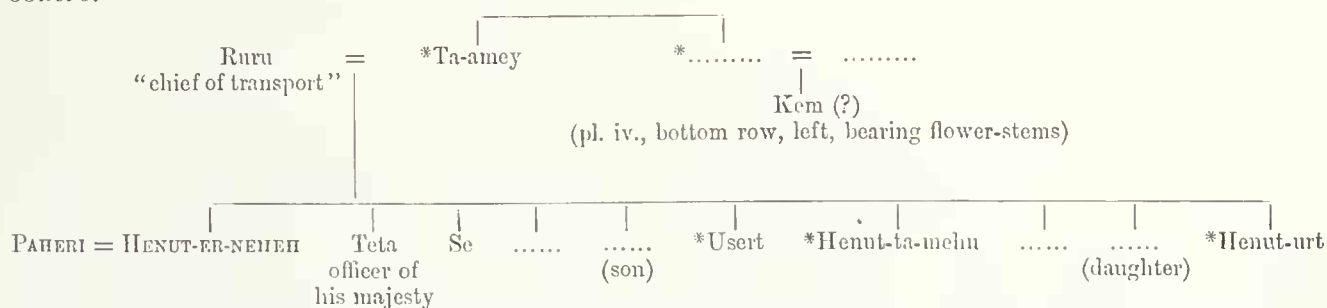 Ruru = *Ta-amey *......... = .........
“chief of transport”
Kem (?)
(pl. iv., bottom row, left, bearing flower-stems)
PAHERI = HENUT-ER-NEHEH Teta Se ...... ...... *Usert *Henut-ta-mehu ...... ...... *Henut-urt
officer of (son) (daughter)
his majesty